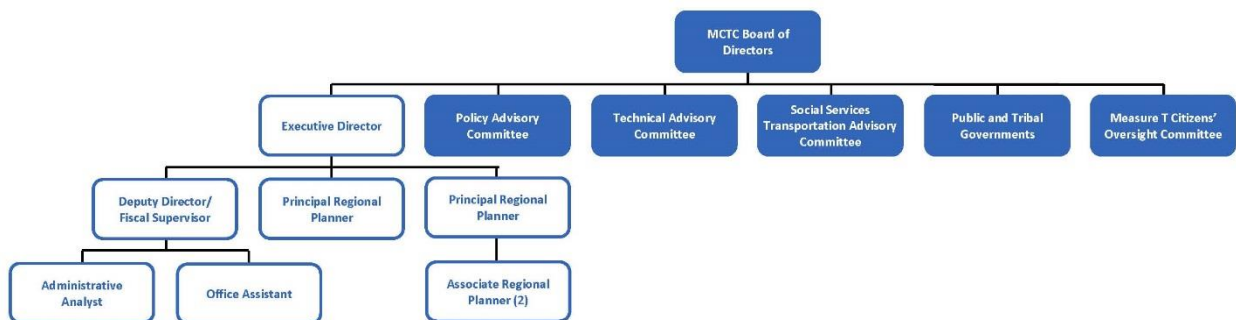 MCTC Board of
Directors
Executive Director
Policy Advisory
Committee
Technical Advisory
Committee
Social Services
Transportation Advisory
Committee
Public and Tribal
Governments
Measure T Citizens'
Oversight Committee
Deputy Director/
Fiscal Supervisor
Principal Regional
Planner
Principal Regional
Planner
Administrative
Analyst
Office Assistant
Associate Regional
Planner (2)